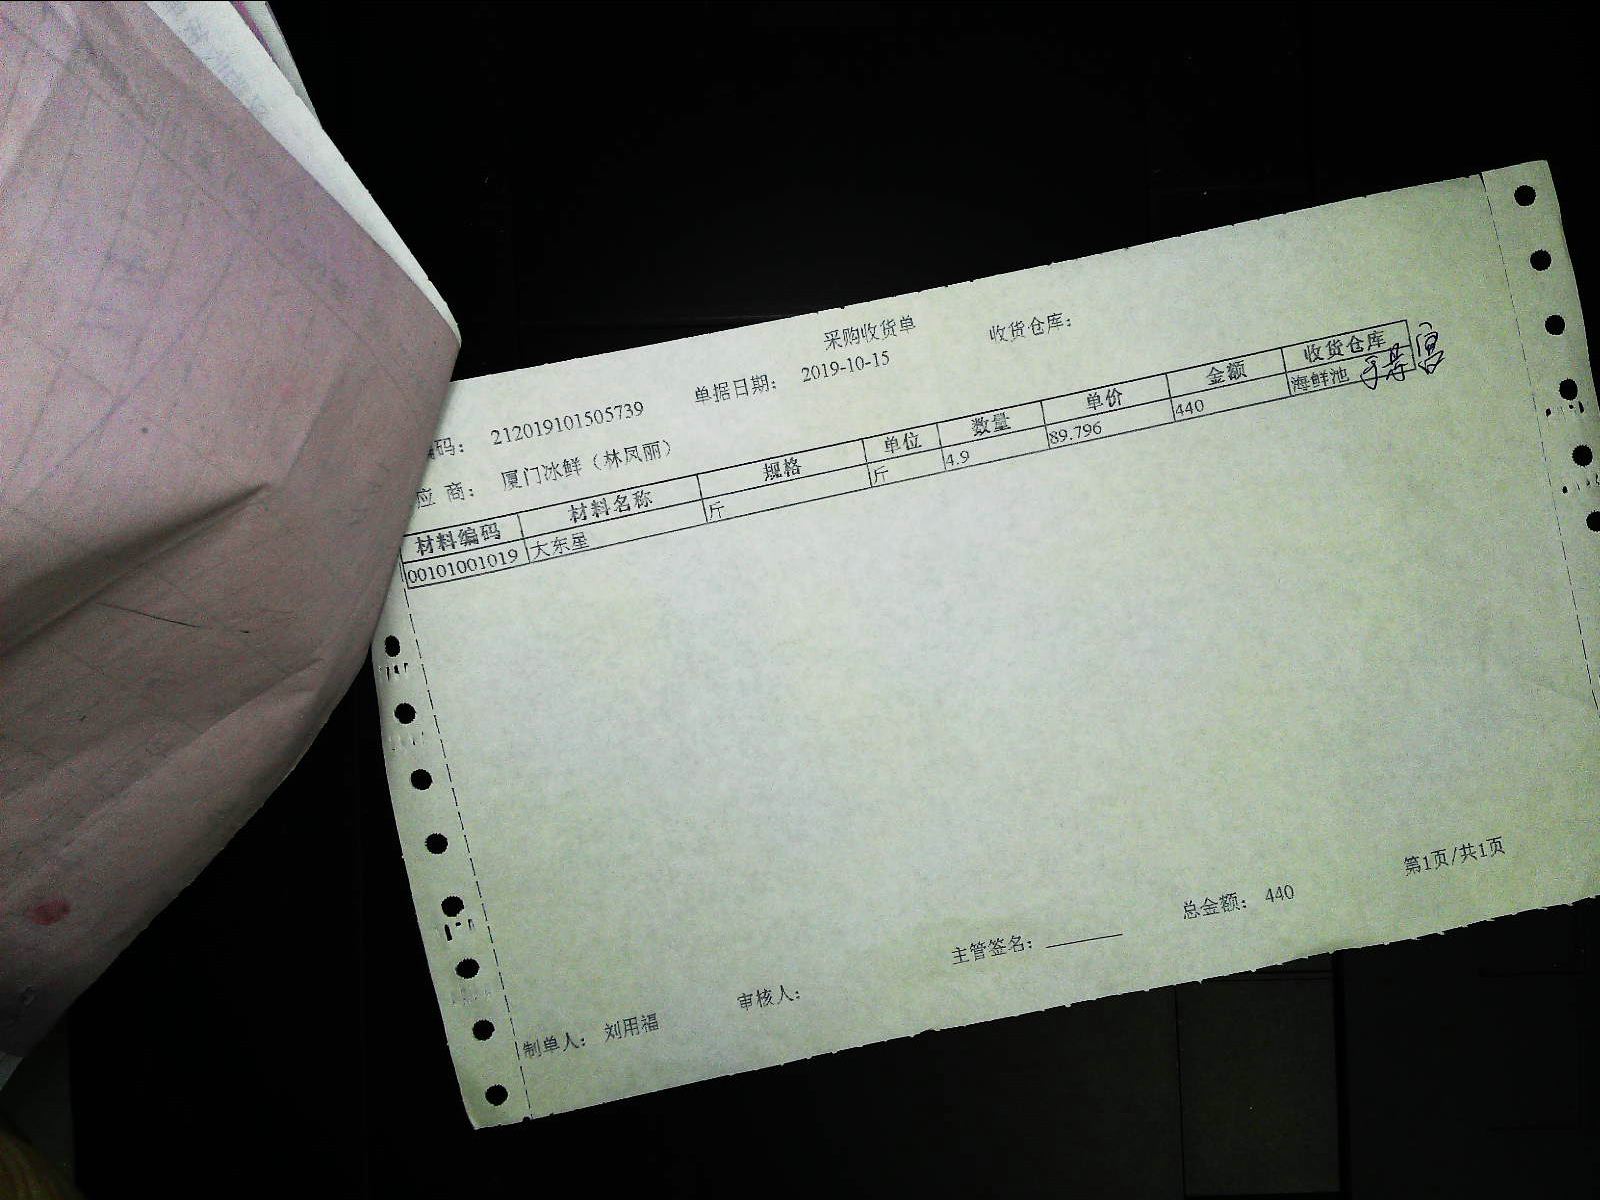 采购收货单
编码： 212019101505739 单据日期： 2019-10-15 收货仓库：
应 商： 厦门冰鲜（林凤丽）
材料编码 材料名称 规格 单位 数量 单价 金额 收货仓库
00101001019 大东星 斤 斤 4.9 89.796 440 海鲜池
主管签名： 总金额： 440 第1页/共1页
制单人： 刘用福 审核人：